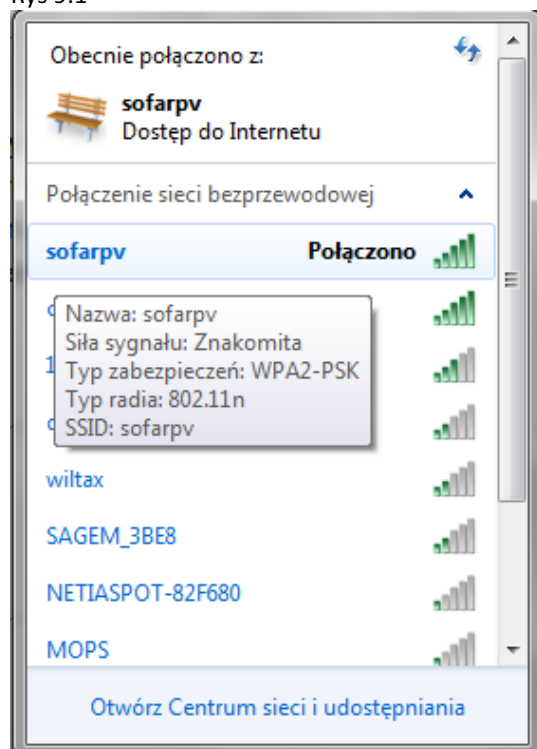 Obecnie połączono z:
sofarpv
Dostęp do Internetu
Połączenie sieci bezprzewodowej
sofarpv Połączono
Nazwa: sofarpv
Siła sygnału: Znakomita
Typ zabezpieczeń: WPA2-PSK
Typ radia: 802.11n
SSID: sofarpv
wiltax
SAGEM_3BE8
NETIASPOT-82F680
MOPS
Otwórz Centrum sieci i udostępniania